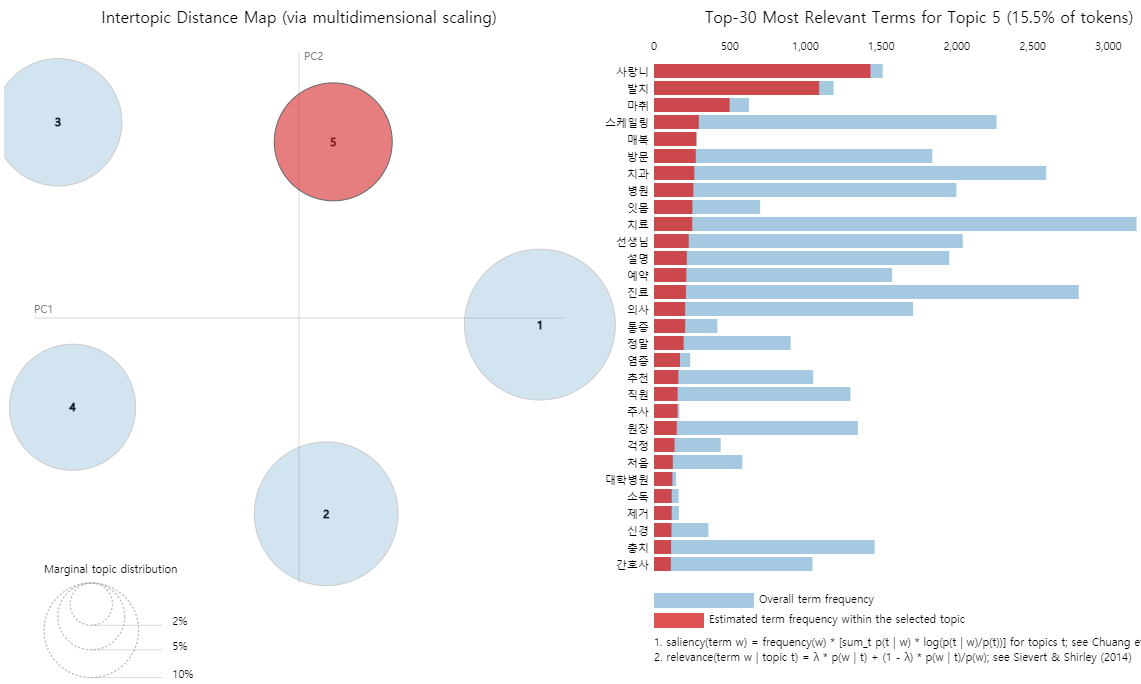 Intertopic Distance Map (via multidimensional scaling)
PC2
PC1
3
5
1
4
2
Marginal topic distribution
2%
5%
10%
Top-30 Most Relevant Terms for Topic 5 (15.5% of tokens)
0 500 1,000 1,500 2,000 2,500 3,000
사랑니
발치
마취
스케일링
매복
방문
치과
병원
잇몸
치료
선생님
설명
예약
진료
의사
통증
정말
염증
추천
직원
주사
원장
걱정
처음
대학병원
소독
제거
신경
충치
간호사
Overall term frequency
Estimated term frequency within the selected topic
1. saliency(term w) = frequency(w) * [sum_t p(t | w) * log(p(t | w)/p(t))] for topics t; see Chuang e
2. relevance(term w | topic t) = λ * p(w | t) + (1 - λ) * p(w | t)/p(w); see Sievert & Shirley (2014)